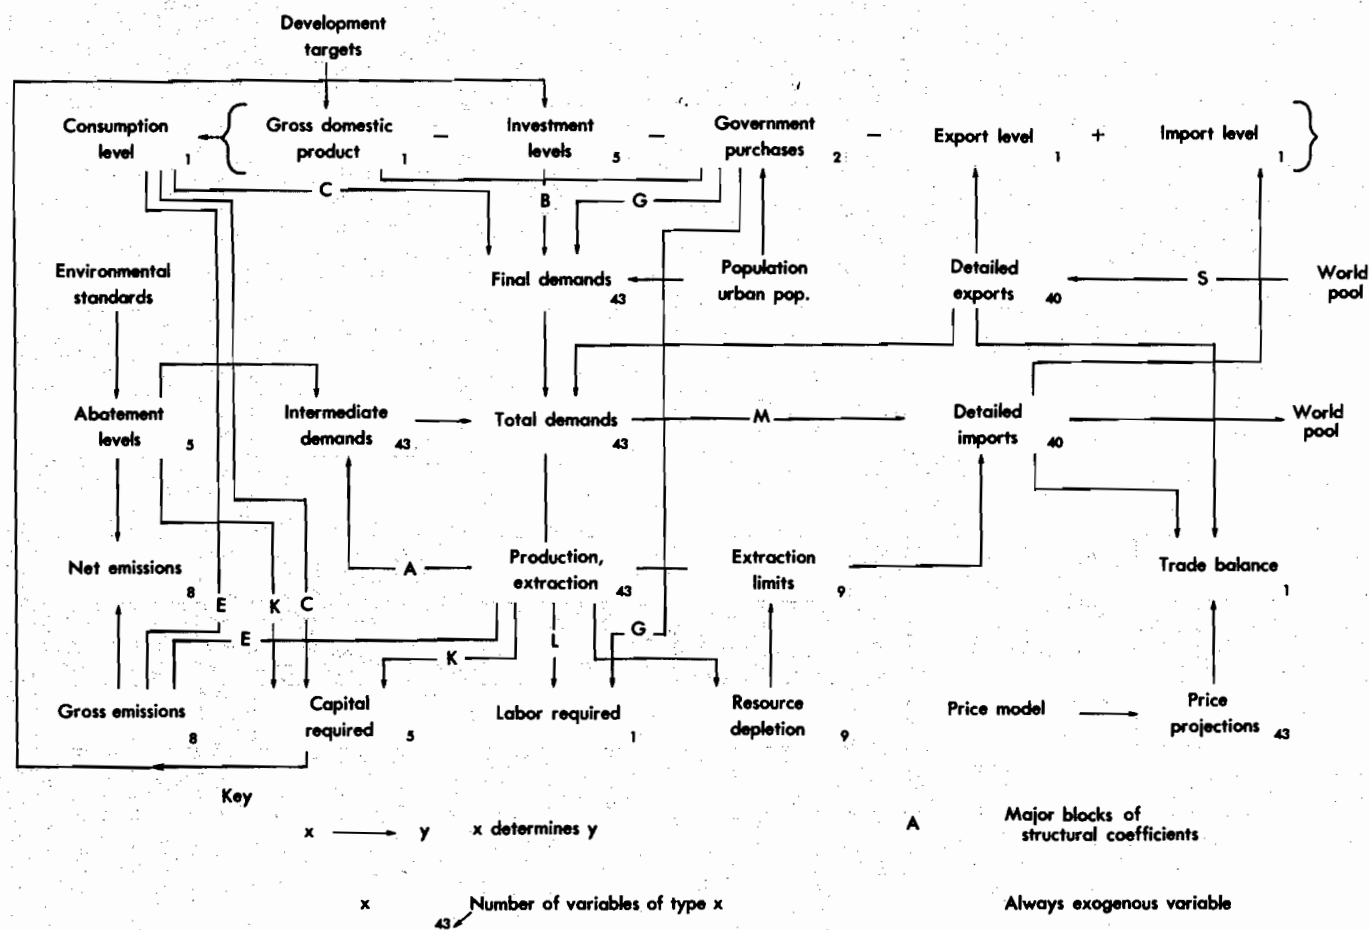 Development
targets
Consumption
level
1
Gross domestic
product
1
−
Investment
levels
5
−
Government
purchases
2
−
Export level
1
+
Import level
1
C
B
G
Environmental
standards
Final demands
43
Population
urban pop.
Detailed
exports
40
S
World
pool
Abatement
levels
5
Intermediate
demands
43
Total demands
43
M
Detailed
imports
40
World
pool
Net emissions
8
A
Production,
extraction
43
Extraction
limits
9
Trade balance
1
E
K
C
E
K
L
G
Gross emissions
8
Capital
required
5
Labor required
1
Resource
depletion
9
Price model
Price
projections
43
Key
x y x determines y
A
Major blocks of
structural coefficients
x
43
Number of variables of type x
Always exogenous variable